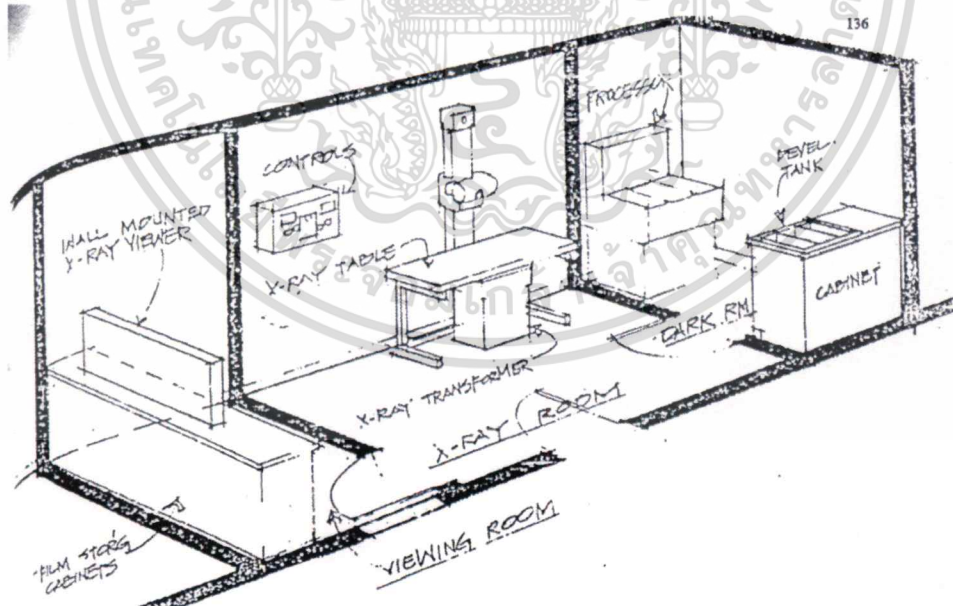 136
PROCESSOR
CONTROLS
DEVEL.
TANK
WALL MOUNTED
X-RAY VIEWER
X-RAY TABLE
CABINET
DARK RM
X-RAY TRANSFORMER
X-RAY ROOM
VIEWING ROOM
FILM STOR'G
CABINETS